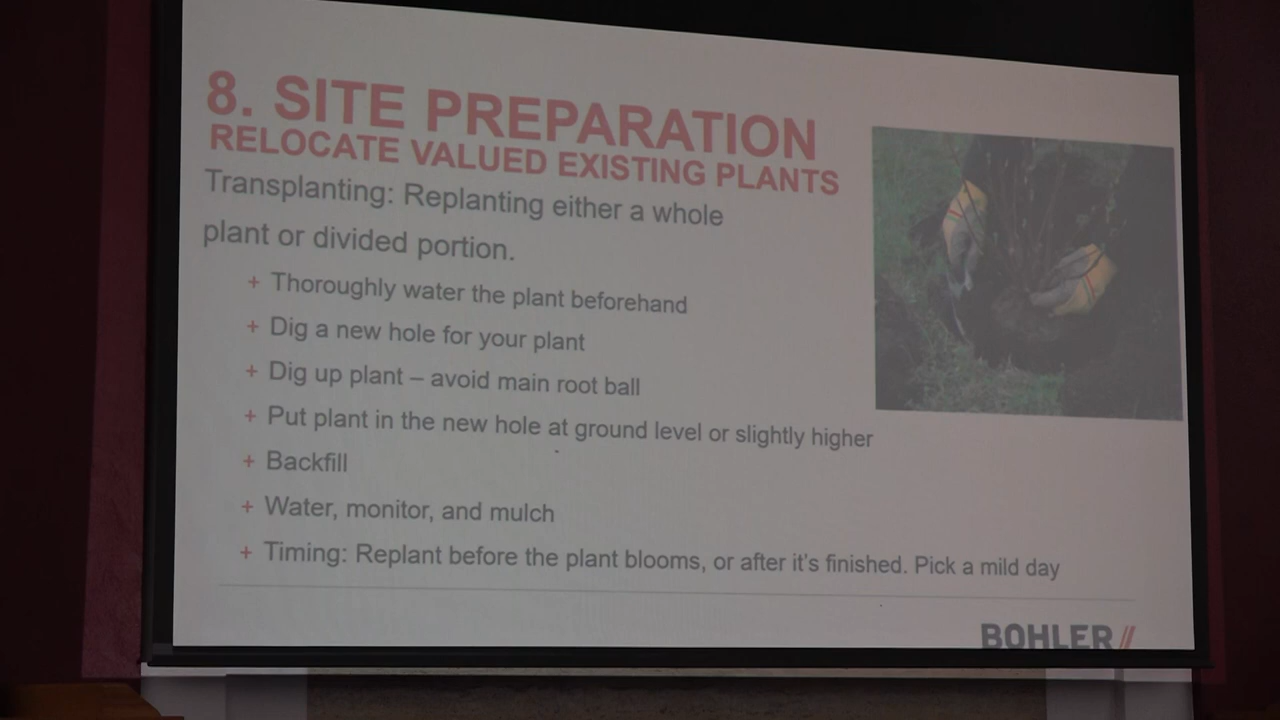 8. SITE PREPARATION
RELOCATE VALUED EXISTING PLANTS
Transplanting: Replanting either a whole
plant or divided portion.
+ Thoroughly water the plant beforehand
+ Dig a new hole for your plant
+ Dig up plant – avoid main root ball
+ Put plant in the new hole at ground level or slightly higher
+ Backfill
+ Water, monitor, and mulch
+ Timing: Replant before the plant blooms, or after it's finished. Pick a mild day
BOHLER //